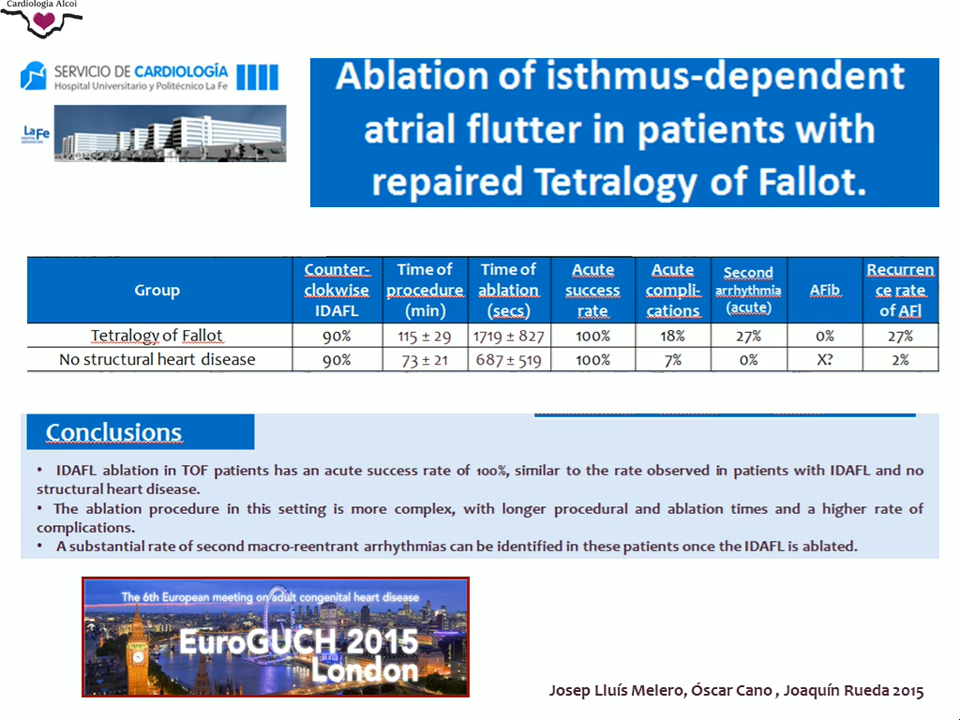 Cardiología Alcoi
SERVICIO DE CARDIOLOGÍA
Hospital Universitario y Politécnico La Fe
La Fe
Ablation of isthmus-dependent
atrial flutter in patients with
repaired Tetralogy of Fallot.
Group
Counter-
clokwise
IDAFL
Time of
procedure
(min)
Time of
ablation
(secs)
Acute
success
rate
Acute
compli-
cations
Second
arrhythmia
(acute)
AFib
Recurren
ce rate
of AFl
Tetralogy of Fallot 90% 115 ± 29 1719 ± 827 100% 18% 27% 0% 27%
No structural heart disease 90% 73 ± 21 687 ± 519 100% 7% 0% X? 2%
Conclusions
• IDAFL ablation in TOF patients has an acute success rate of 100%, similar to the rate observed in patients with IDAFL and no
structural heart disease.
• The ablation procedure in this setting is more complex, with longer procedural and ablation times and a higher rate of
complications.
• A substantial rate of second macro-reentrant arrhythmias can be identified in these patients once the IDAFL is ablated.
The 6th European meeting on adult congenital heart disease
EuroGUCH 2015
London
Josep Lluís Melero, Óscar Cano , Joaquín Rueda 2015